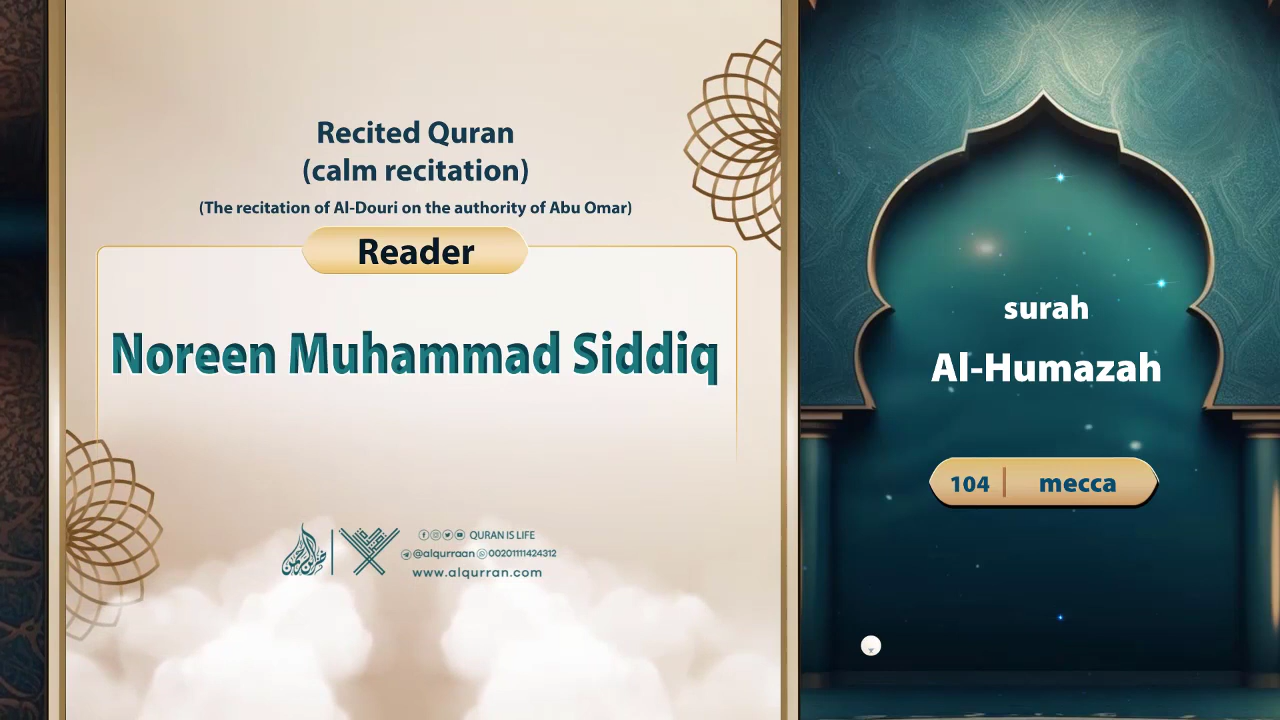 Recited Quran
(calm recitation)
(The recitation of Al-Douri on the authority of Abu Omar)
Reader
Noreen Muhammad Siddiq
QURAN IS LIFE
@alqurraan 00201111424312
www.alqurran.com
surah
Al-Humazah
104 mecca